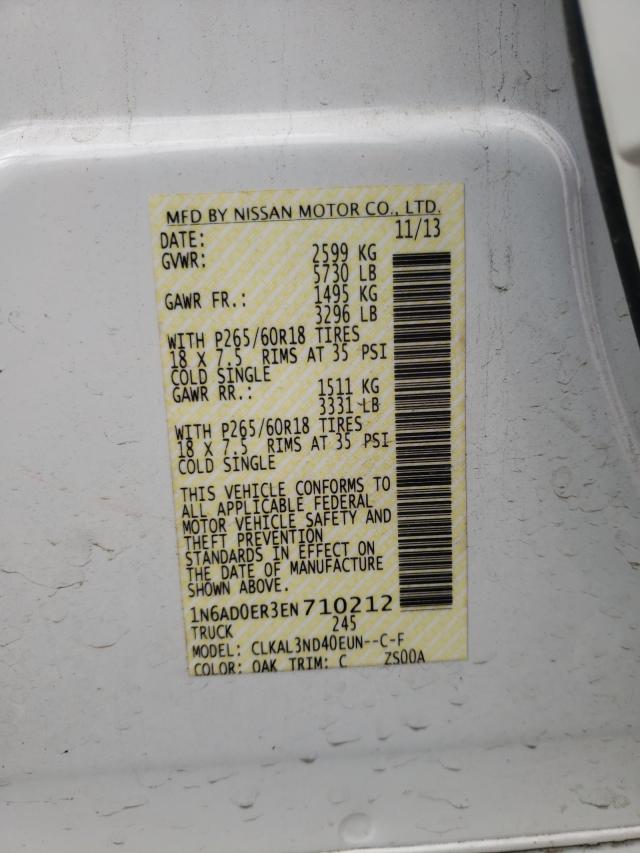 MFD BY NISSAN MOTOR CO., LTD.
DATE: 11/13
GVWR: 2599 KG
5730 LB
GAWR FR.: 1495 KG
3296 LB
WITH P265/60R18 TIRES
18 X 7.5 RIMS AT 35 PSI
COLD SINGLE
GAWR RR.: 1511 KG
3331 LB
WITH P265/60R18 TIRES
18 X 7.5 RIMS AT 35 PSI
COLD SINGLE
THIS VEHICLE CONFORMS TO
ALL APPLICABLE FEDERAL
MOTOR VEHICLE SAFETY AND
THEFT PREVENTION
STANDARDS IN EFFECT ON
THE DATE OF MANUFACTURE
SHOWN ABOVE.
1N6AD0ER3EN710212
TRUCK 245
MODEL: CLKAL3ND40EUN--C-F
COLOR: QAK TRIM: C ZS00A